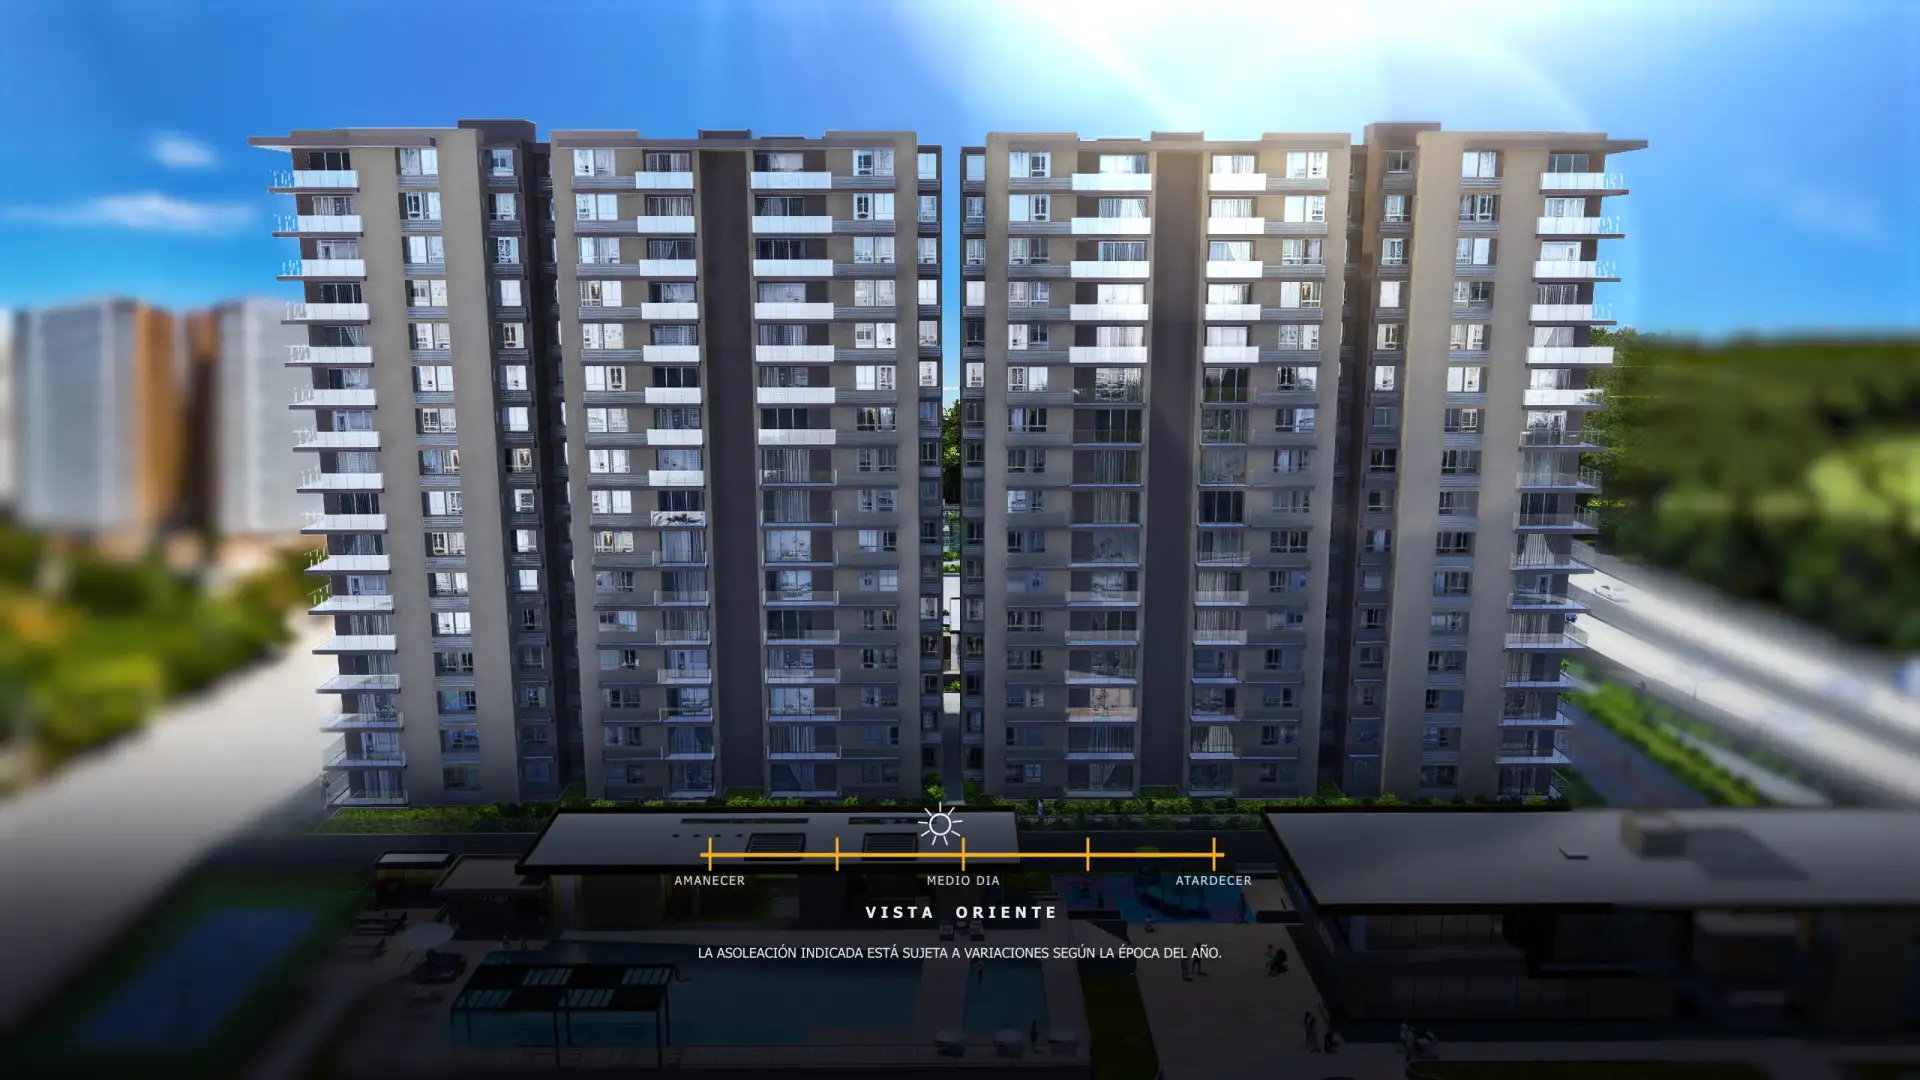 AMANECER MEDIO DIA ATARDECER
VISTA ORIENTE
LA ASOLEACIÓN INDICADA ESTÁ SUJETA A VARIACIONES SEGÚN LA ÉPOCA DEL AÑO.